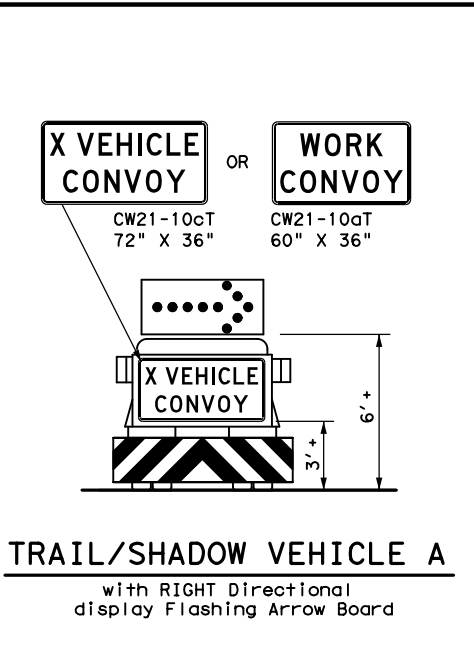 X VEHICLE
CONVOY
OR
WORK
CONVOY
CW21-10cT
72" X 36"
CW21-10aT
60" X 36"
X VEHICLE
CONVOY
6'+
3'+
TRAIL/SHADOW VEHICLE A
with RIGHT Directional
display Flashing Arrow Board